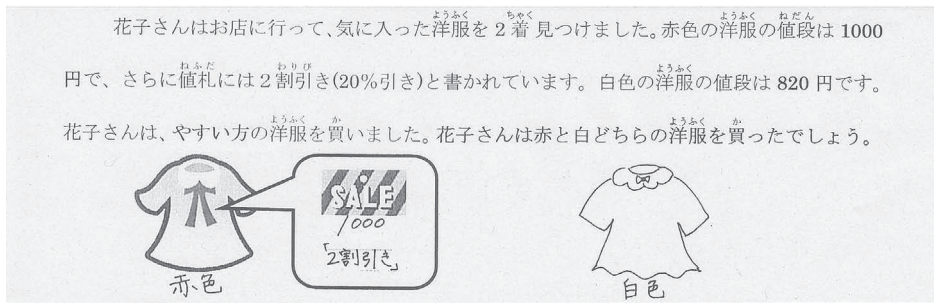 花子さんはお店に行って、気に入った洋服を2着見つけました。赤色の洋服の値段は1000
円で、さらに値札には2割引き(20%引き)と書かれています。白色の洋服の値段は820円です。
花子さんは、やすい方の洋服を買いました。花子さんは赤と白どちらの洋服を買ったでしょう。
SALE
1000
「2割引き」
赤色
白色